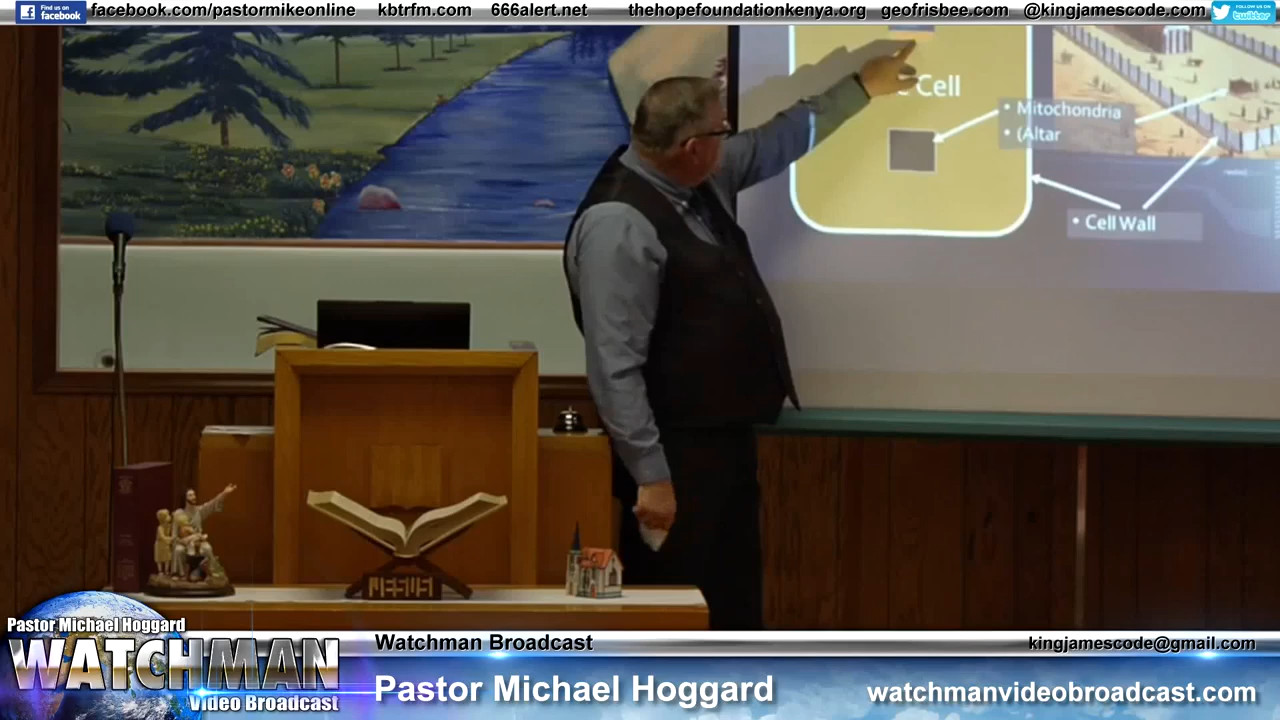 Find us on
facebook
facebook.com/pastormikeonline
kbtrfm.com
666alert.net
thehopefoundationkenya.org
geofrisbee.com
@kingjamescode.com
FOLLOW US ON
twitter
Cell
• Mitochondria
• (Altar
• Cell Wall
JESUS
Pastor Michael Hoggard
WATCHMAN
Video Broadcast
Watchman Broadcast
kingjamescode@gmail.com
Pastor Michael Hoggard
watchmanvideobroadcast.com